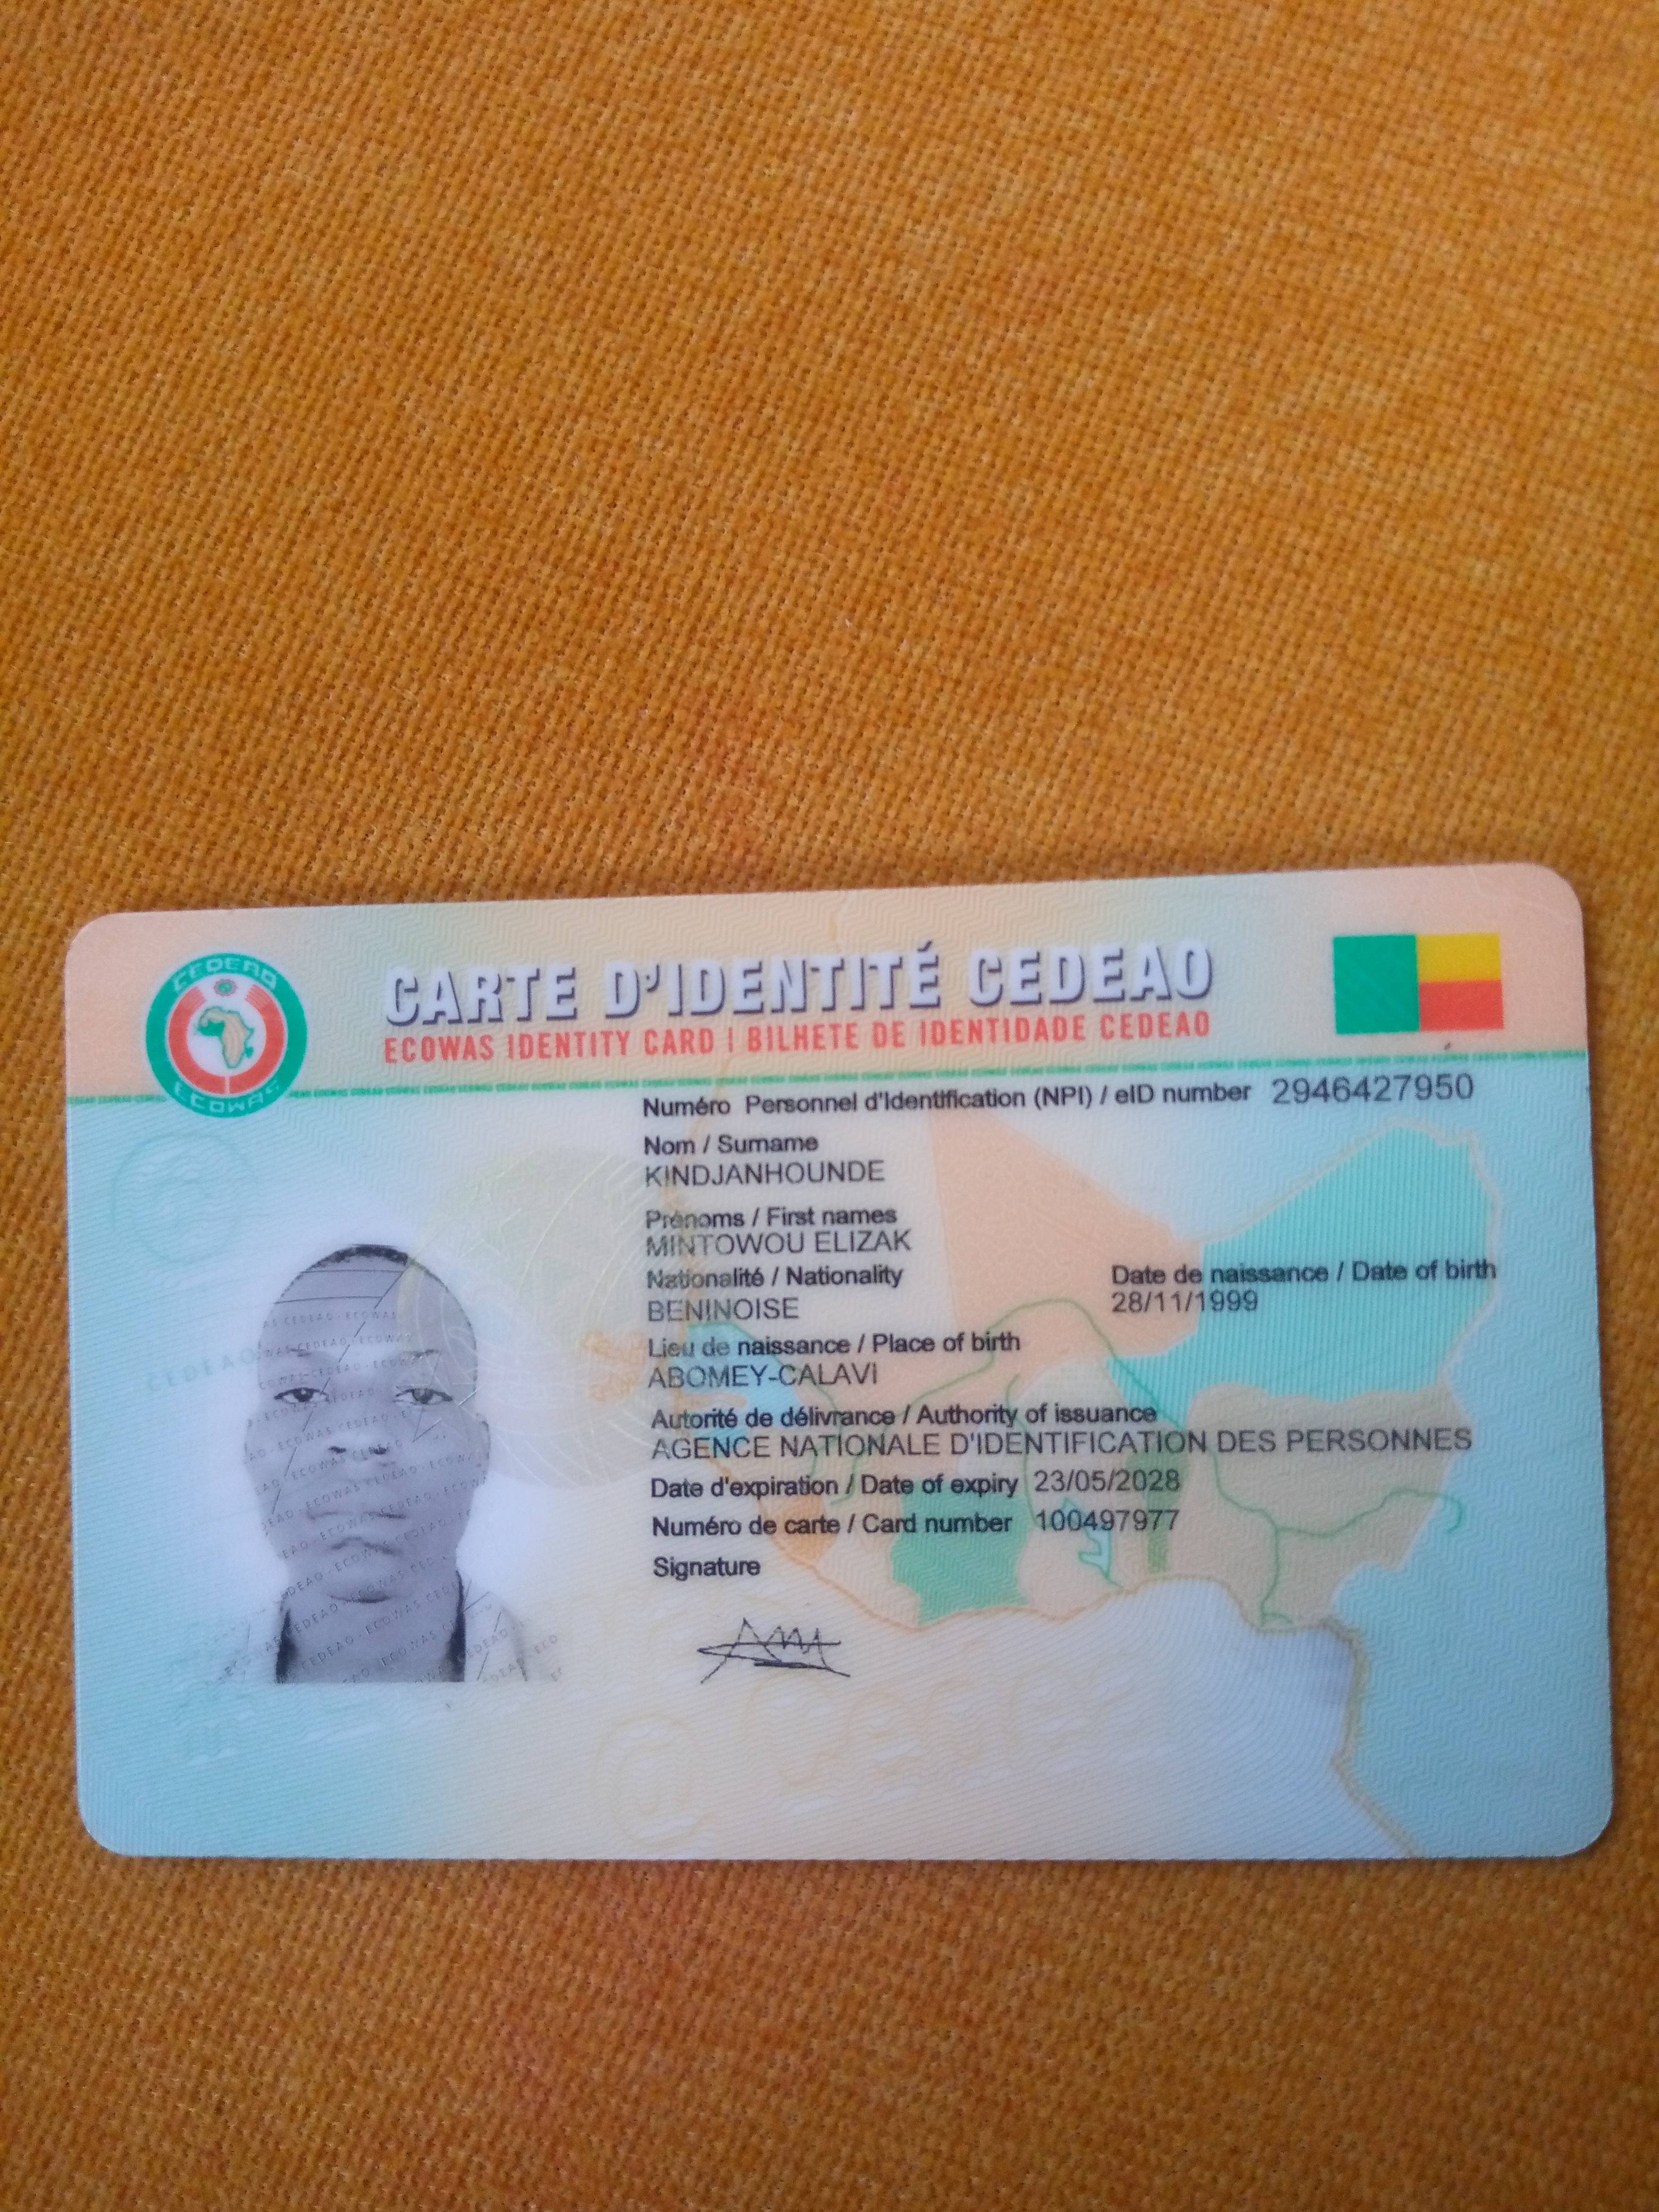 CEDEAO
ECOWAS
CARTE D'IDENTITÉ CEDEAO
ECOWAS IDENTITY CARD | BILHETE DE IDENTIDADE CEDEAO
Numéro Personnel d'Identification (NPI) / eID number 2946427950
Nom / Surname
KINDJANHOUNDE
Prénoms / First names
MINTOWOU ELIZAK
Nationalité / Nationality
BENINOISE
Date de naissance / Date of birth
28/11/1999
Lieu de naissance / Place of birth
ABOMEY-CALAVI
Autorité de délivrance / Authority of issuance
AGENCE NATIONALE D'IDENTIFICATION DES PERSONNES
Date d'expiration / Date of expiry 23/05/2028
Numéro de carte / Card number 100497977
Signature